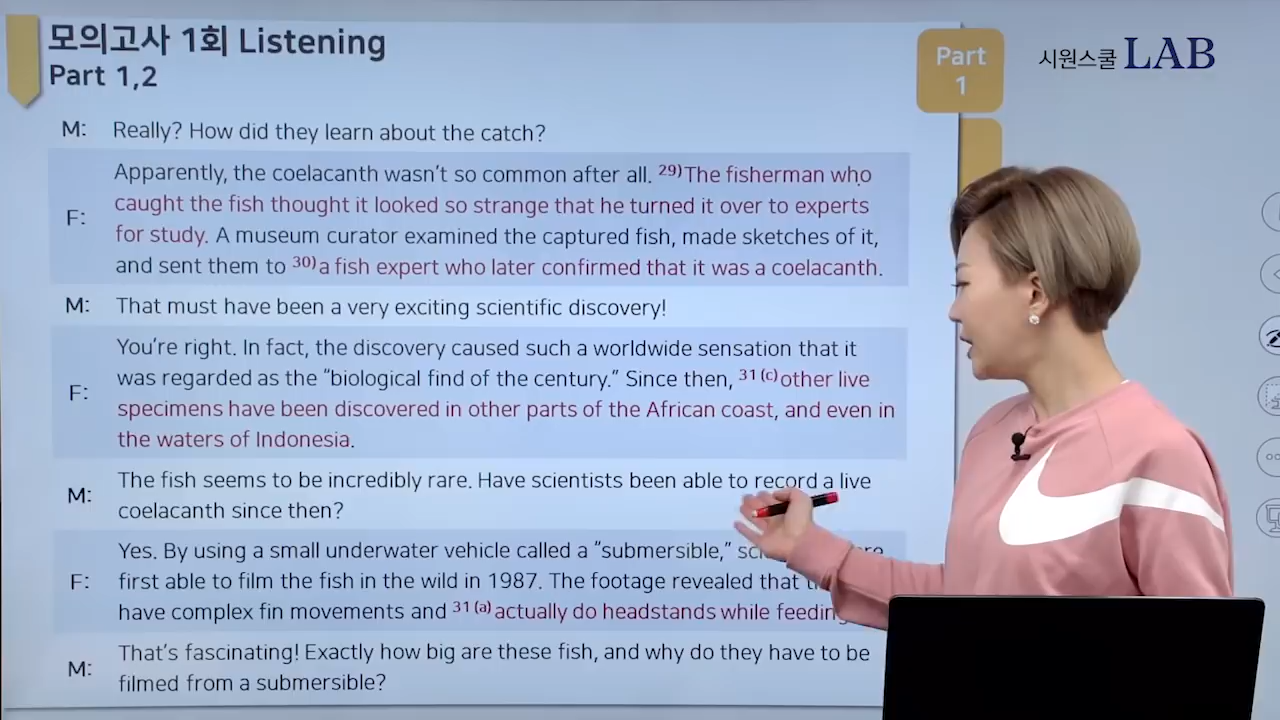 모의고사 1회 Listening
Part 1,2
Part
1
시원스쿨 LAB
M: Really? How did they learn about the catch?
Apparently, the coelacanth wasn't so common after all. 29)The fisherman who
F: caught the fish thought it looked so strange that he turned it over to experts
for study. A museum curator examined the captured fish, made sketches of it,
and sent them to 30)a fish expert who later confirmed that it was a coelacanth.
M: That must have been a very exciting scientific discovery!
You're right. In fact, the discovery caused such a worldwide sensation that it
was regarded as the “biological find of the century.” Since then, 31(c)other live
F: specimens have been discovered in other parts of the African coast, and even in
the waters of Indonesia.
The fish seems to be incredibly rare. Have scientists been able to record a live
M: coelacanth since then?
Yes. By using a small underwater vehicle called a “submersible,”
F: first able to film the fish in the wild in 1987. The footage revealed that
have complex fin movements and 31(a)actually do headstands while feeding
That's fascinating! Exactly how big are these fish, and why do they have to be
M: filmed from a submersible?